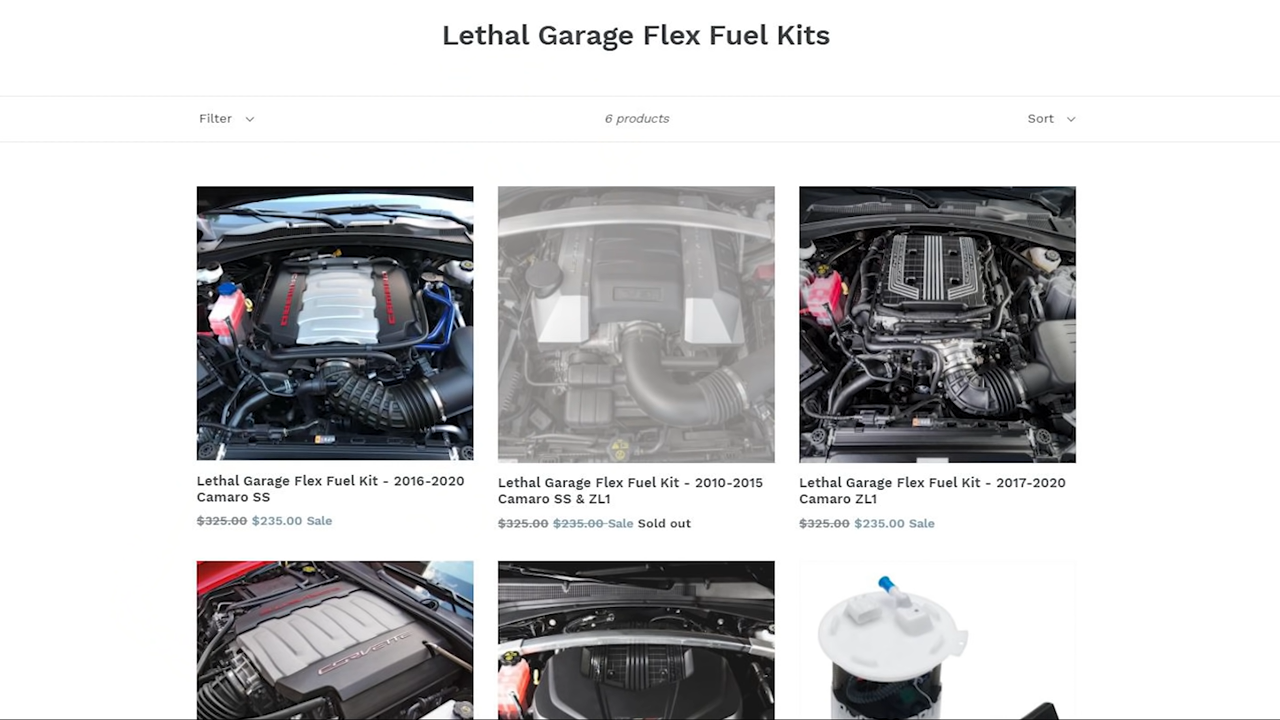 Lethal Garage Flex Fuel Kits
Filter
6 products
Sort
Lethal Garage Flex Fuel Kit - 2016-2020
Camaro SS
$325.00 $235.00 Sale
Lethal Garage Flex Fuel Kit - 2010-2015
Camaro SS & ZL1
$325.00 $235.00 Sale Sold out
Lethal Garage Flex Fuel Kit - 2017-2020
Camaro ZL1
$325.00 $235.00 Sale
CORVETTE